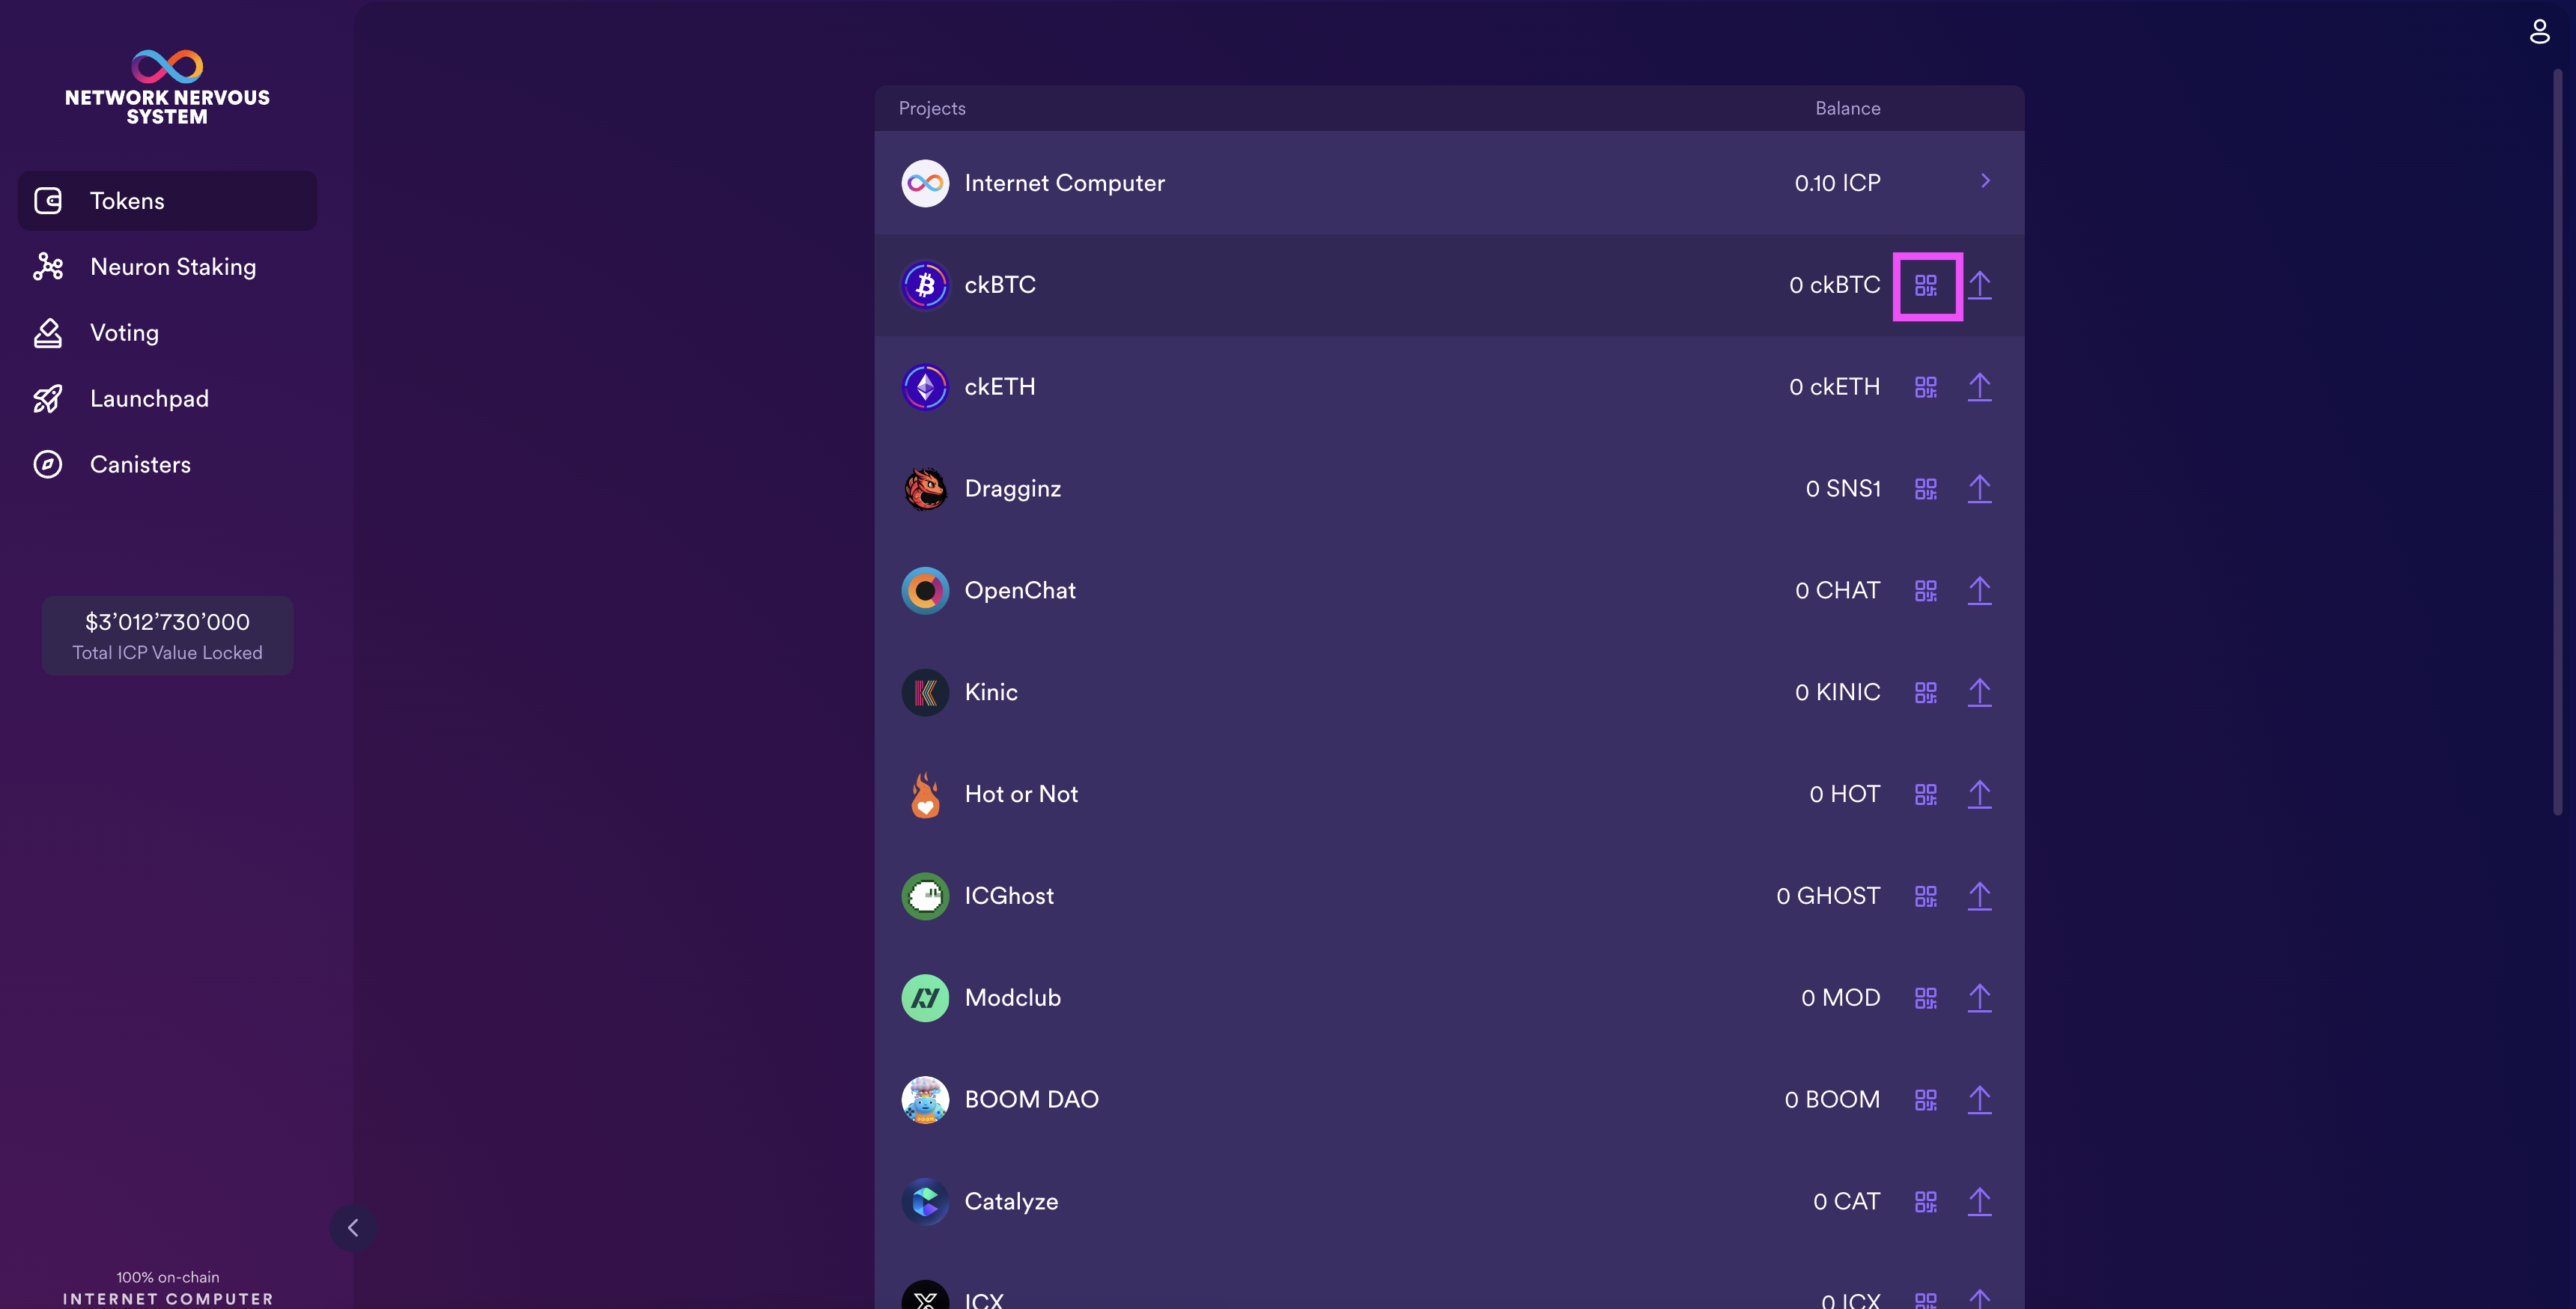 NETWORK NERVOUS
SYSTEM
Tokens
Neuron Staking
Voting
Launchpad
Canisters
$3’012’730’000
Total ICP Value Locked
100% on-chain
INTERNET COMPUTER
Projects Balance
Internet Computer 0.10 ICP
ckBTC 0 ckBTC
ckETH 0 ckETH
Dragginz 0 SNS1
OpenChat 0 CHAT
Kinic 0 KINIC
Hot or Not 0 HOT
ICGhost 0 GHOST
Modclub 0 MOD
BOOM DAO 0 BOOM
Catalyze 0 CAT
ICX 0 ICX